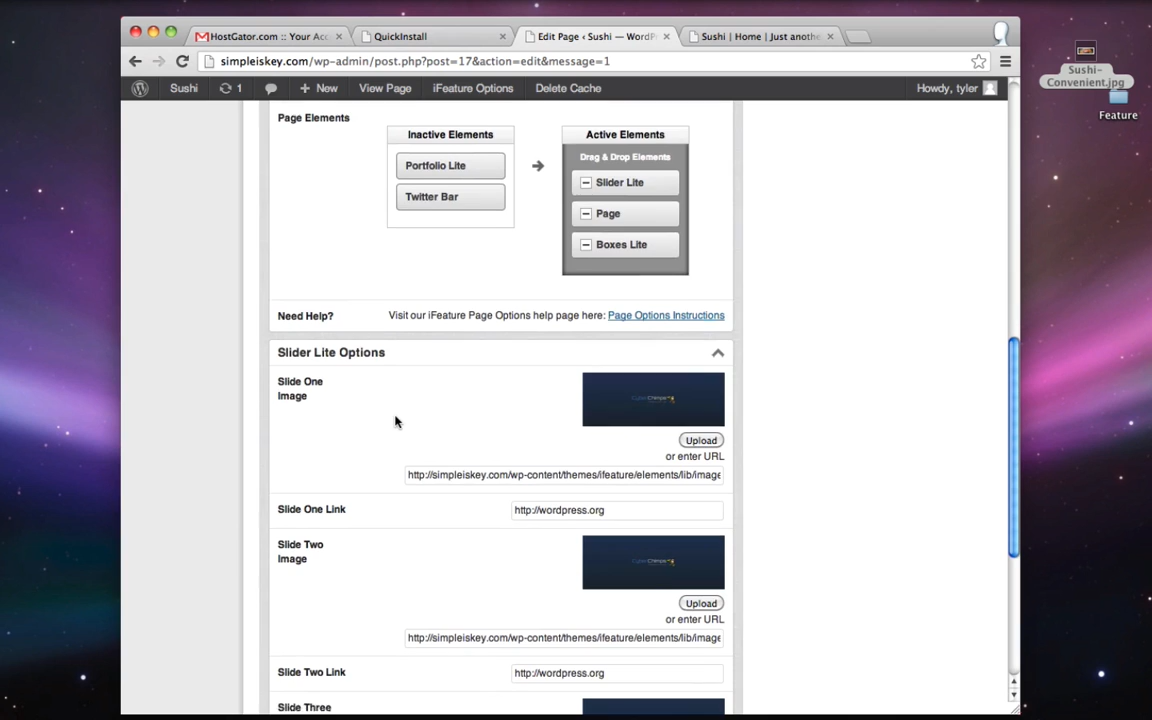 HostGator.com :: Your Acc
QuickInstall
Edit Page ‹ Sushi — WordPr
Sushi | Home | Just anothe
simpleiskey.com/wp-admin/post.php?post=17&action=edit&message=1
Sushi
1
+ New
View Page
iFeature Options
Delete Cache
Howdy, tyler
Sushi-
Convenient.jpg
Feature
Page Elements
Inactive Elements
Portfolio Lite
Twitter Bar
Active Elements
Drag & Drop Elements
Slider Lite
Page
Boxes Lite
Need Help?
Visit our iFeature Page Options help page here: Page Options Instructions
Slider Lite Options
Slide One
Image
CyberChimps
Upload
or enter URL
http://simpleiskey.com/wp-content/themes/ifeature/elements/lib/image
Slide One Link
http://wordpress.org
Slide Two
Image
CyberChimps
Upload
or enter URL
http://simpleiskey.com/wp-content/themes/ifeature/elements/lib/image
Slide Two Link
http://wordpress.org
Slide Three